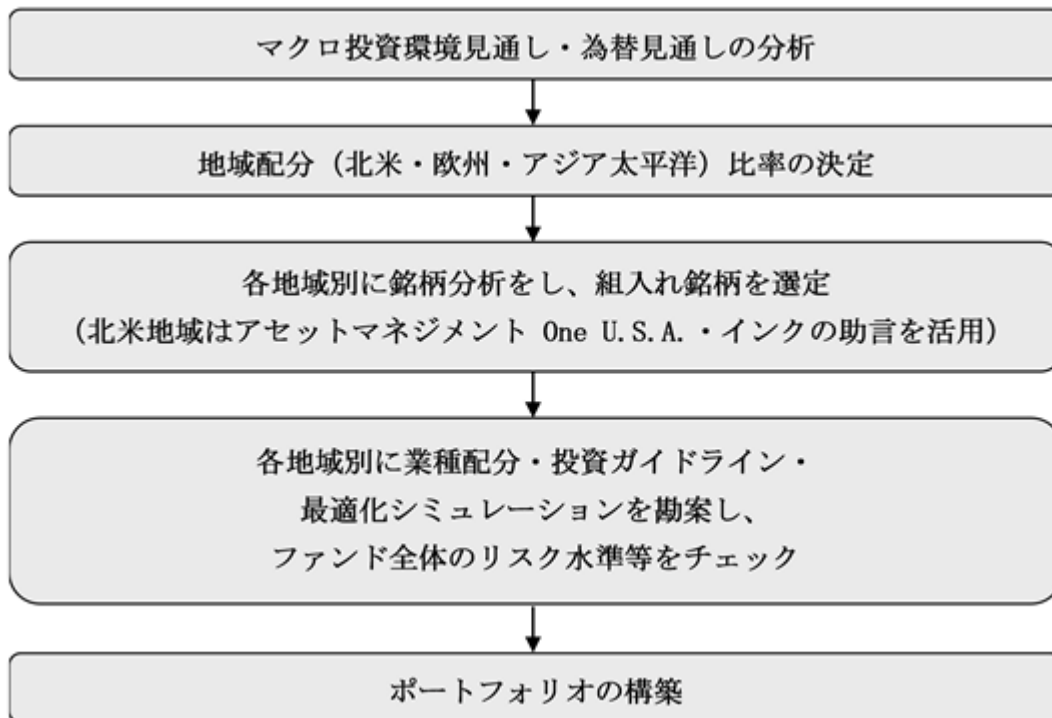 マクロ投資環境見通し・為替見通しの分析
地域配分（北米・欧州・アジア太平洋）比率の決定
各地域別に銘柄分析をし、組入れ銘柄を選定
（北米地域はアセットマネジメント One U.S.A.・インクの助言を活用）
各地域別に業種配分・投資ガイドライン・
最適化シミュレーションを勘案し、
ファンド全体のリスク水準等をチェック
ポートフォリオの構築